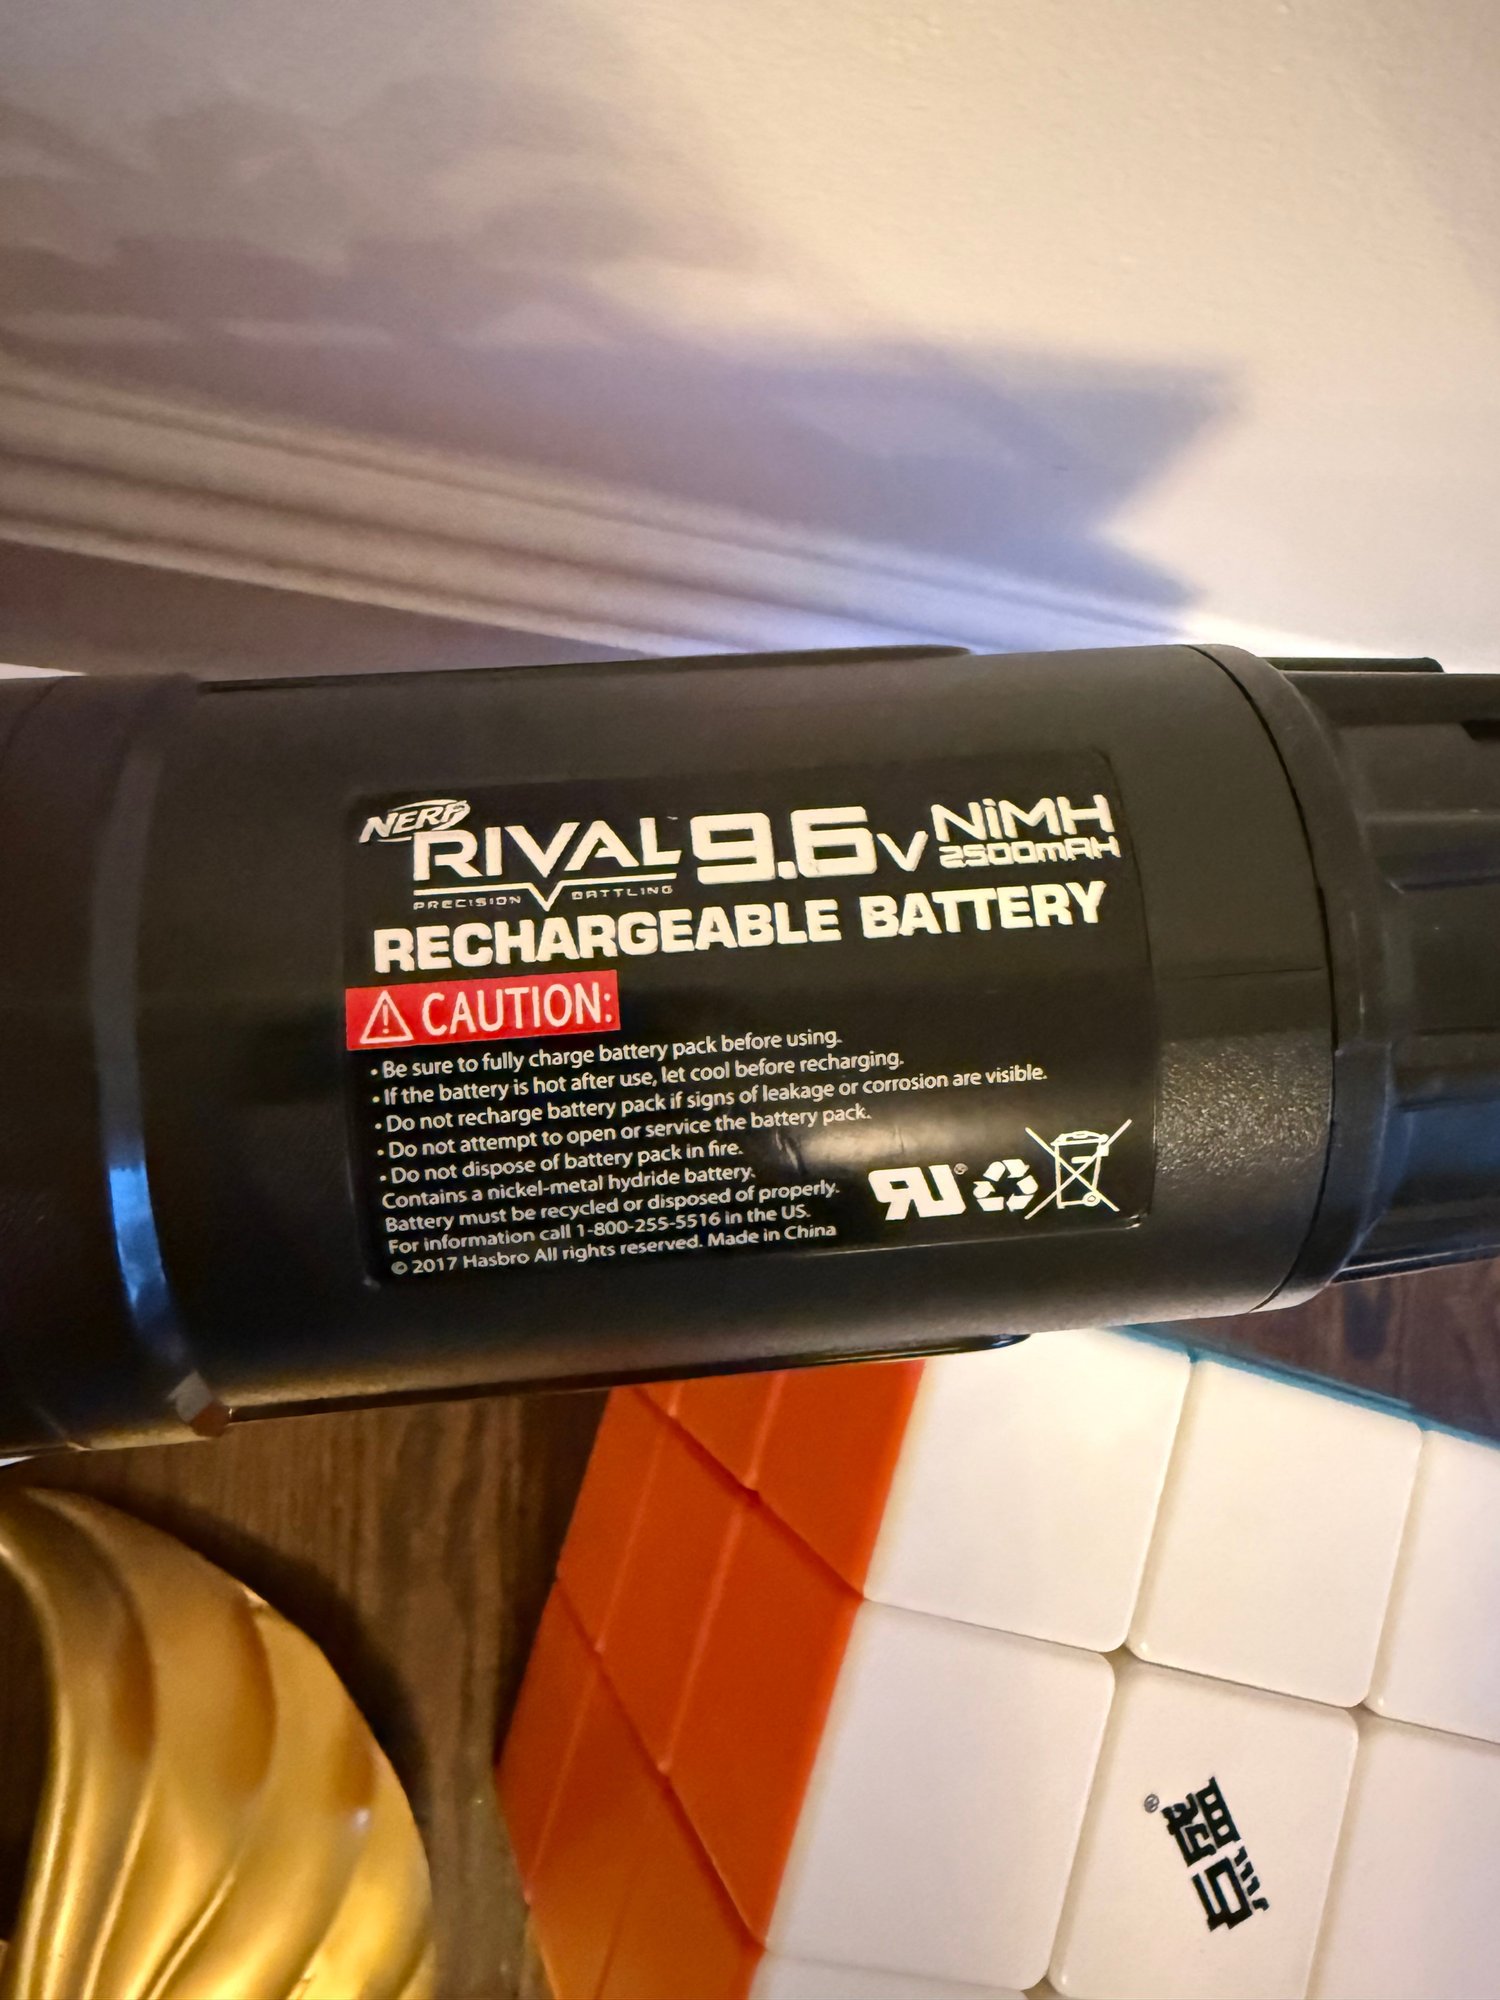 NERF
RIVAL 9.6V NiMH
2500mAH
PRECISION BATTLING
RECHARGEABLE BATTERY
CAUTION:
• Be sure to fully charge battery pack before using.
• If the battery is hot after use, let cool before recharging.
• Do not recharge battery pack if signs of leakage or corrosion are visible.
• Do not attempt to open or service the battery pack.
• Do not dispose of battery pack in fire.
Contains a nickel-metal hydride battery.
Battery must be recycled or disposed of properly.
For information call 1-800-255-5516 in the US.
© 2017 Hasbro All rights reserved. Made in China